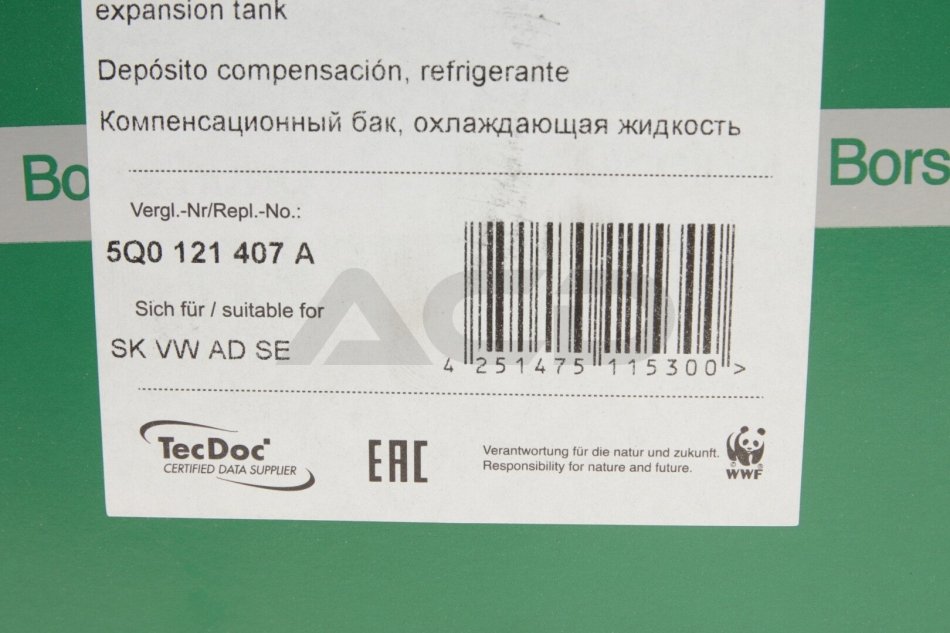 expansion tank
Depósito compensación, refrigerante
Компенсационный бак, охлаждающая жидкость
Bo
Bors
Vergl.-Nr/Repl.-No.:
5Q0 121 407 A
Sich für / suitable for
SK VW AD SE
4 251475 115300 >
TecDoc
CERTIFIED DATA SUPPLIER
EAC
Verantwortung für die natur und zukunft.
Responsibility for nature and future.
© ®
WWF